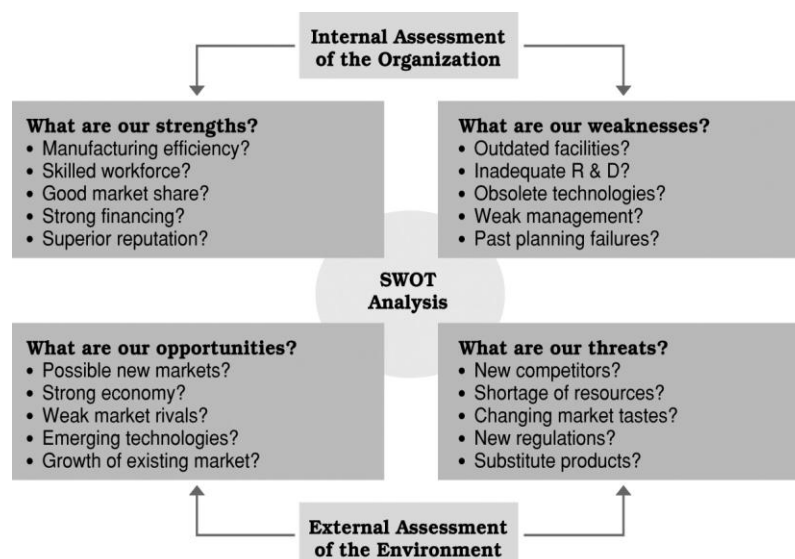 Internal Assessment
of the Organization
What are our strengths?
• Manufacturing efficiency?
• Skilled workforce?
• Good market share?
• Strong financing?
• Superior reputation?
What are our weaknesses?
• Outdated facilities?
• Inadequate R & D?
• Obsolete technologies?
• Weak management?
• Past planning failures?
SWOT
Analysis
What are our opportunities?
• Possible new markets?
• Strong economy?
• Weak market rivals?
• Emerging technologies?
• Growth of existing market?
What are our threats?
• New competitors?
• Shortage of resources?
• Changing market tastes?
• New regulations?
• Substitute products?
External Assessment
of the Environment